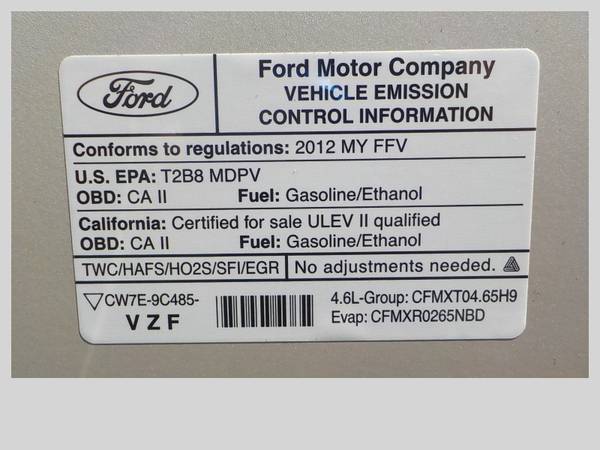 Ford
Ford Motor Company
VEHICLE EMISSION
CONTROL INFORMATION
Conforms to regulations: 2012 MY FFV
U.S. EPA: T2B8 MDPV
OBD: CA II Fuel: Gasoline/Ethanol
California: Certified for sale ULEV II qualified
OBD: CA II Fuel: Gasoline/Ethanol
TWC/HAFS/HO2S/SFI/EGR No adjustments needed.
CW7E-9C485- 4.6L-Group: CFMXT04.65H9
VZF Evap: CFMXR0265NBD